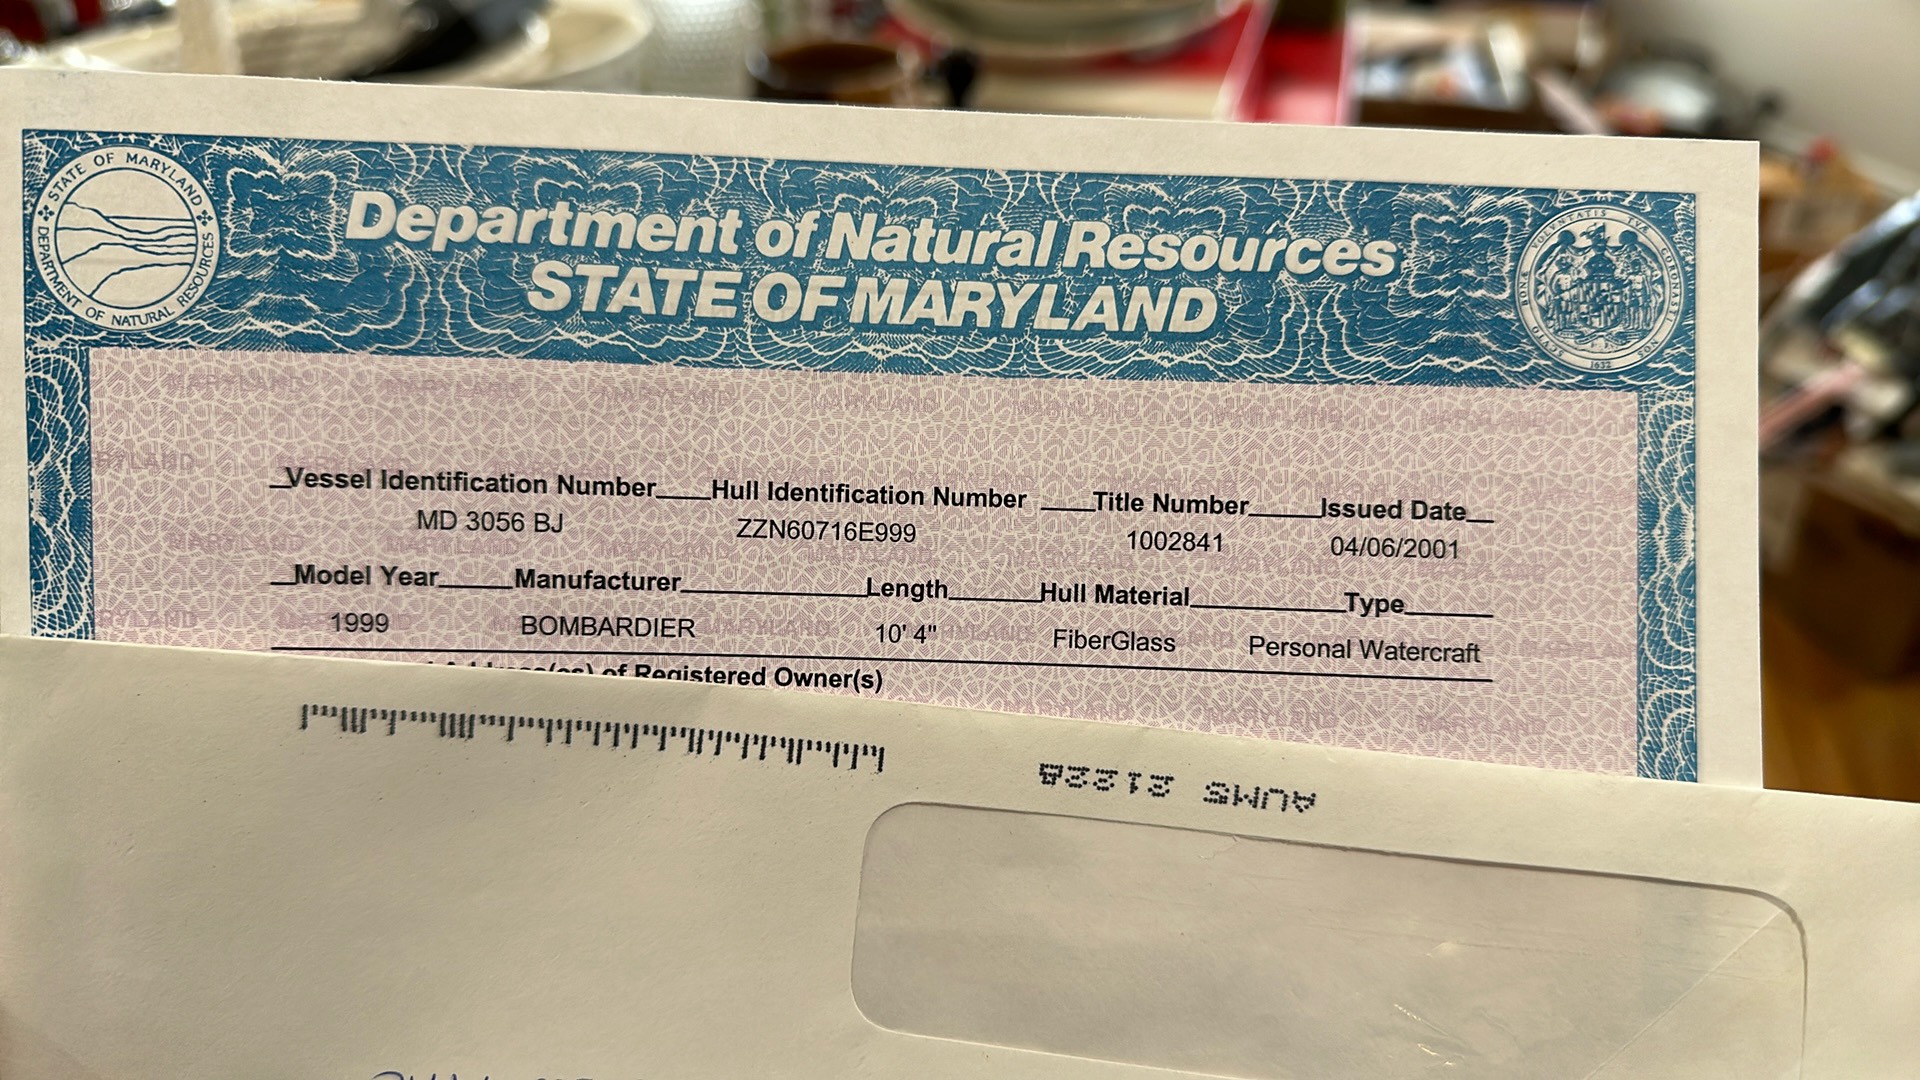 STATE OF MARYLAND
DEPARTMENT OF NATURAL RESOURCES
Department of Natural Resources
STATE OF MARYLAND
Vessel Identification Number Hull Identification Number Title Number Issued Date
MD 3056 BJ ZZN60716E999 1002841 04/06/2001
Model Year Manufacturer Length Hull Material Type
1999 BOMBARDIER 10' 4" FiberGlass Personal Watercraft
of Registered Owner(s)
AUMS 21228